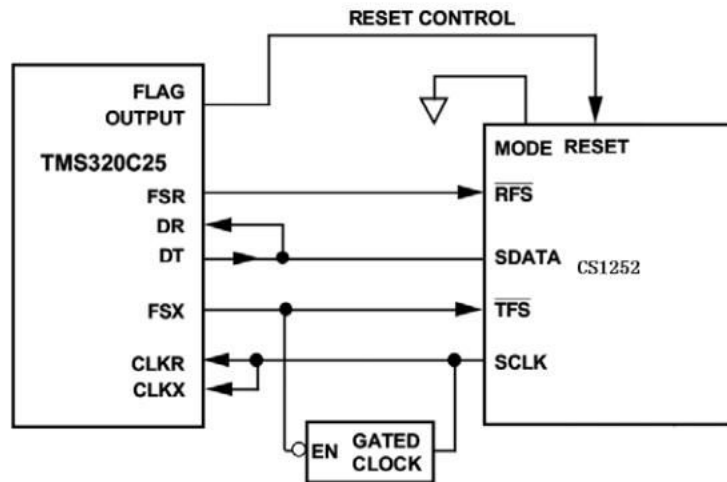 RESET CONTROL
FLAG
OUTPUT
TMS320C25
FSR
DR
DT
FSX
CLKR
CLKX
MODE RESET
RFS
SDATA CS1252
TFS
SCLK
EN GATED
CLOCK